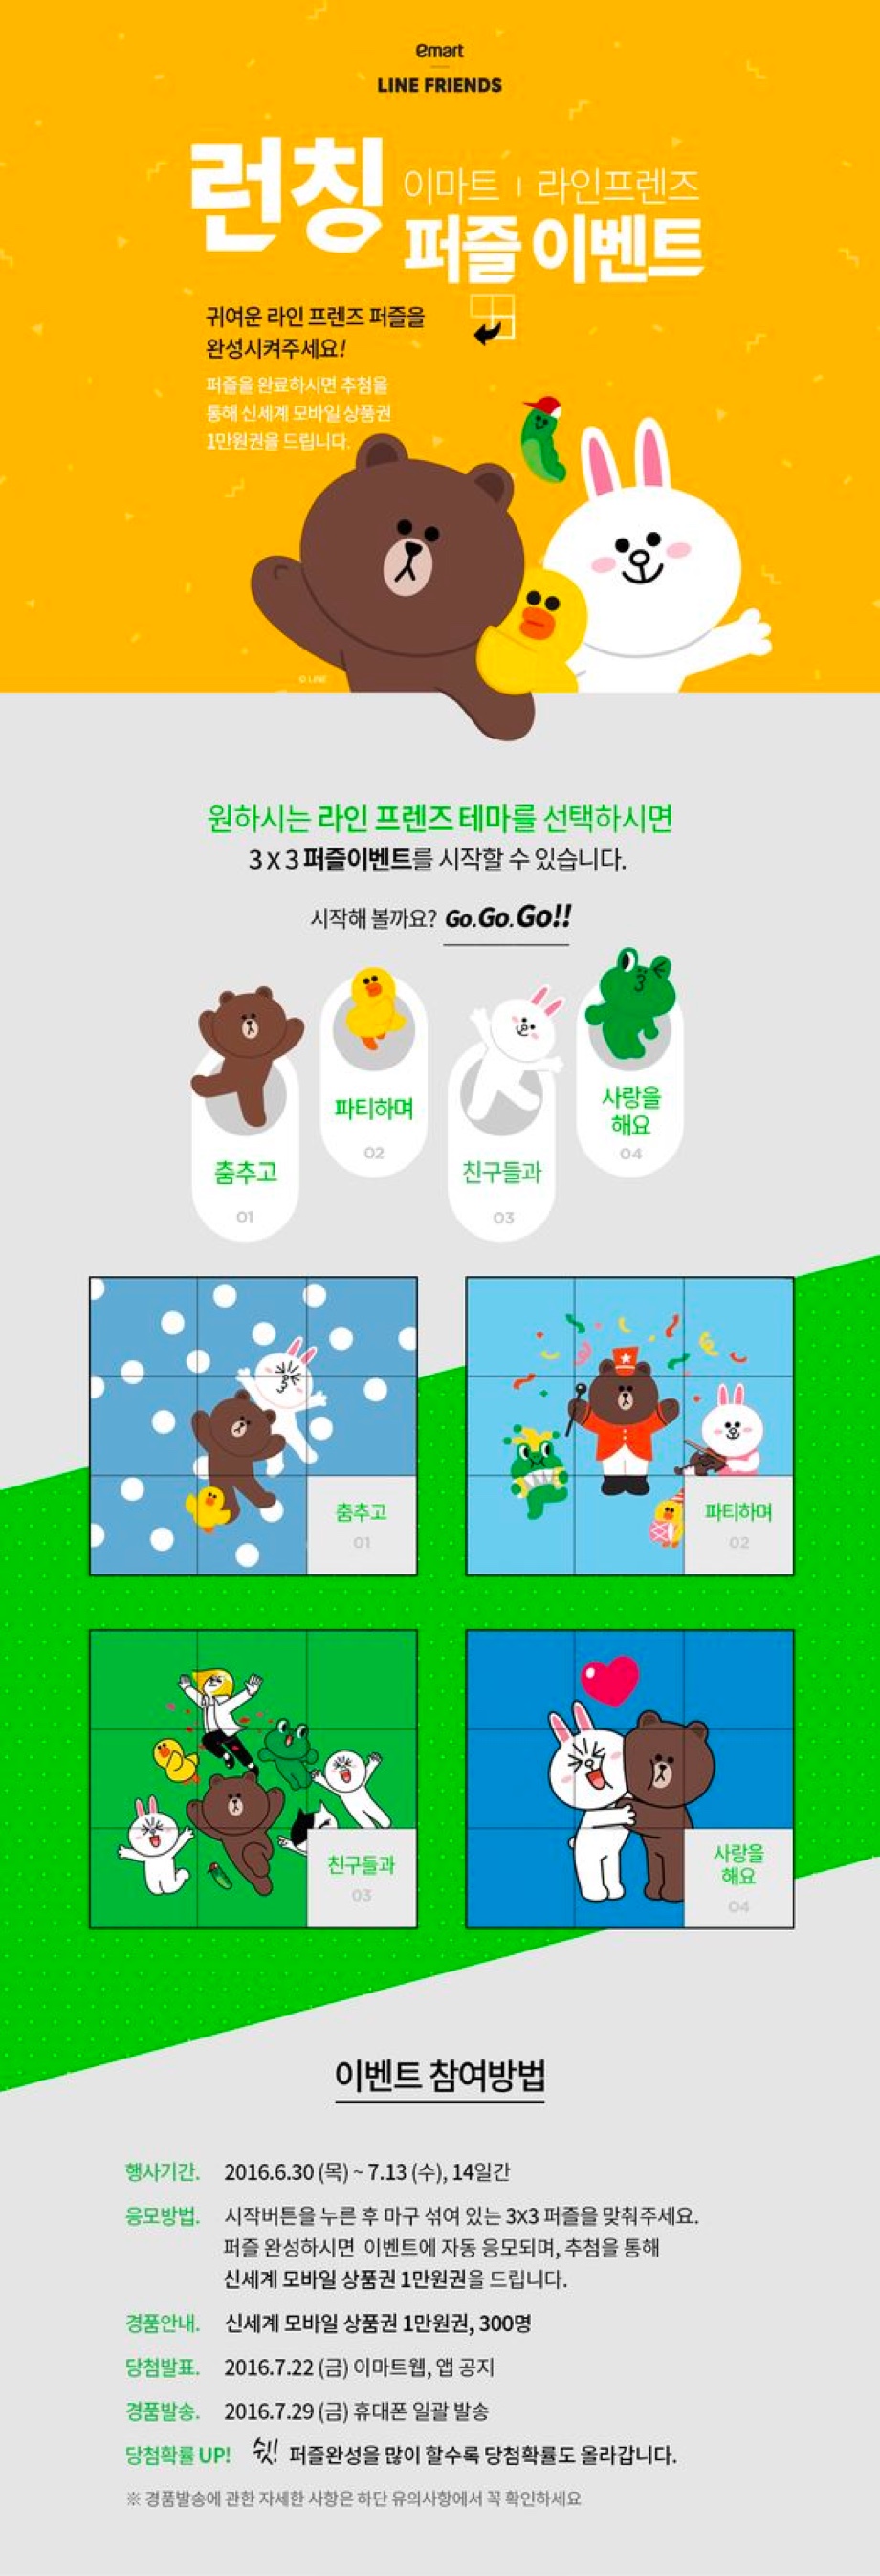 emart
LINE FRIENDS
런칭 이마트 | 라인프렌즈
퍼즐 이벤트
귀여운 라인 프렌즈 퍼즐을
완성시켜주세요!
퍼즐을 완료하시면 추첨을
통해 신세계 모바일 상품권
1만원권을 드립니다.
© LINE
원하시는 라인 프렌즈 테마를 선택하시면
3 X 3 퍼즐이벤트를 시작할 수 있습니다.
시작해 볼까요? Go.Go.Go!!
춤추고
01
파티하며
02
친구들과
03
사랑을
해요
04
춤추고
01
파티하며
02
친구들과
03
사랑을
해요
04
이벤트 참여방법
행사기간. 2016.6.30 (목) ~ 7.13 (수), 14일간
응모방법. 시작버튼을 누른 후 마구 섞여 있는 3X3 퍼즐을 맞춰주세요.
퍼즐 완성하시면 이벤트에 자동 응모되며, 추첨을 통해
신세계 모바일 상품권 1만원권을 드립니다.
경품안내. 신세계 모바일 상품권 1만원권, 300명
당첨발표. 2016.7.22 (금) 이마트웹, 앱 공지
경품발송. 2016.7.29 (금) 휴대폰 일괄 발송
당첨확률 UP! 쉿! 퍼즐완성을 많이 할수록 당첨확률도 올라갑니다.
※ 경품발송에 관한 자세한 사항은 하단 유의사항에서 꼭 확인하세요